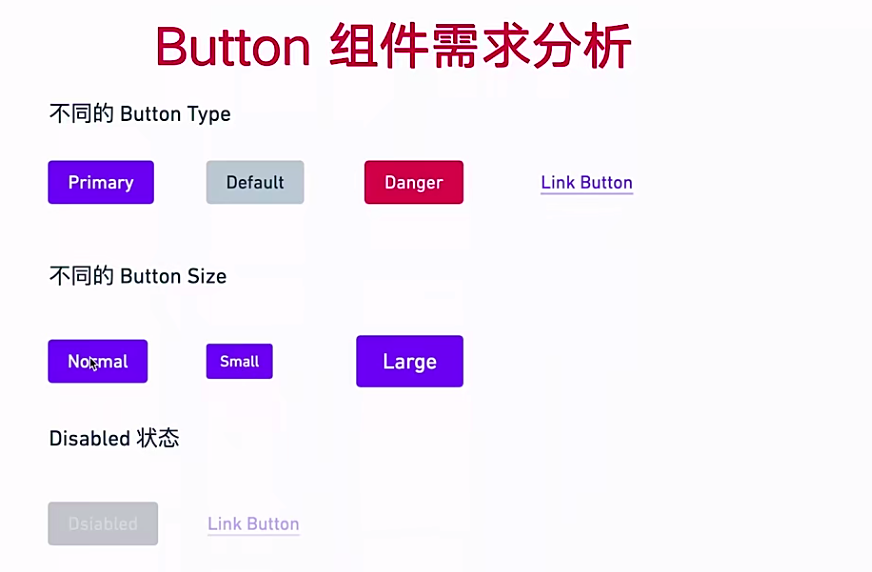 Button 组件需求分析
不同的 Button Type
Primary Default Danger Link Button
不同的 Button Size
Normal Small Large
Disabled 状态
Dsiabled Link Button